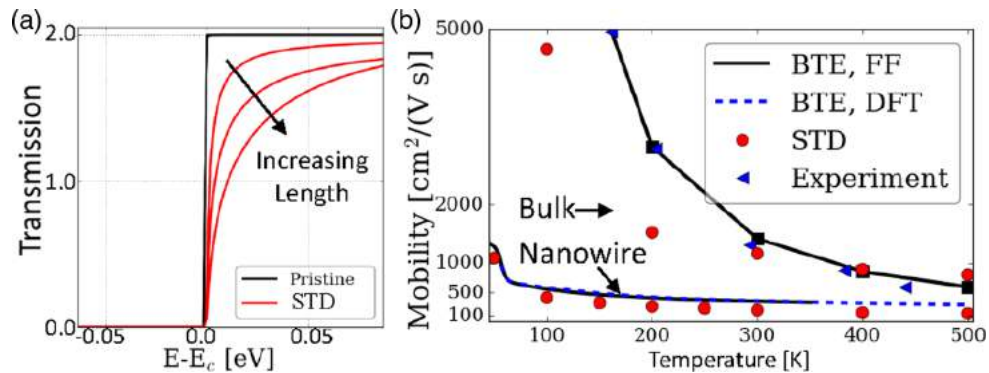 (a)
2.0
1.0
0.0
Transmission
Increasing
Length
Pristine
STD
-0.05
0.0
0.05
E-E_c [eV]
(b)
5000
2000
1000
500
100
Mobility [cm²/(V s)]
BTE, FF
BTE, DFT
STD
Experiment
Bulk
Nanowire
100
200
300
400
500
Temperature [K]